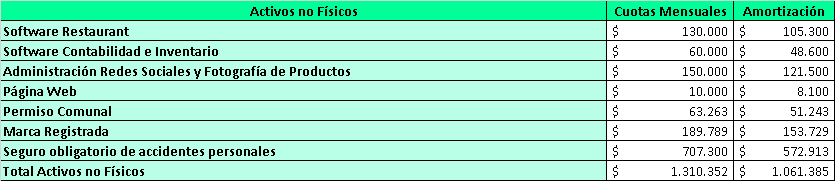 Activos no Físicos Cuotas Mensuales Amortización
Software Restaurant $ 130.000 $ 105.300
Software Contabilidad e Inventario $ 60.000 $ 48.600
Administración Redes Sociales y Fotografía de Productos $ 150.000 $ 121.500
Página Web $ 10.000 $ 8.100
Permiso Comunal $ 63.263 $ 51.243
Marca Registrada $ 189.789 $ 153.729
Seguro obligatorio de accidentes personales $ 707.300 $ 572.913
Total Activos no Físicos $ 1.310.352 $ 1.061.385